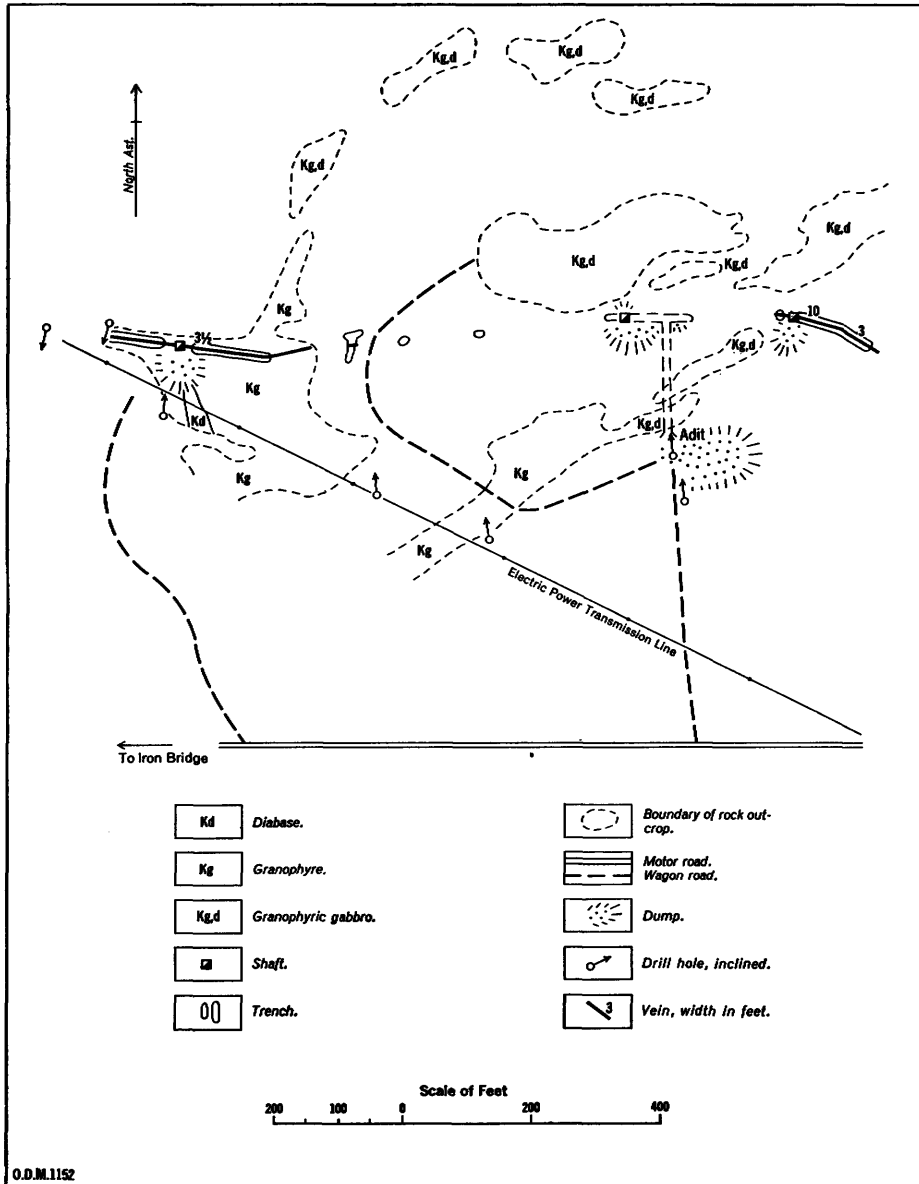 Kg,d
Kg,d
Kg,d
North Ast.
Kg,d
Kg,d
Kg,d
Kg,d
Kg
10
3
3½
Kg,d
Kg
Kd
Kg,d
Adit
Kg
Kg
Kg
Electric Power Transmission Line
To Iron Bridge
Kd
Diabase.
Kg
Granophyre.
Kg,d
Granophyric gabbro.
Shaft.
Trench.
Boundary of rock out-
crop.
Motor road.
Wagon road.
Dump.
Drill hole, inclined.
3
Vein, width in feet.
Scale of Feet
200 100 0 200 400
O.D.M.1152